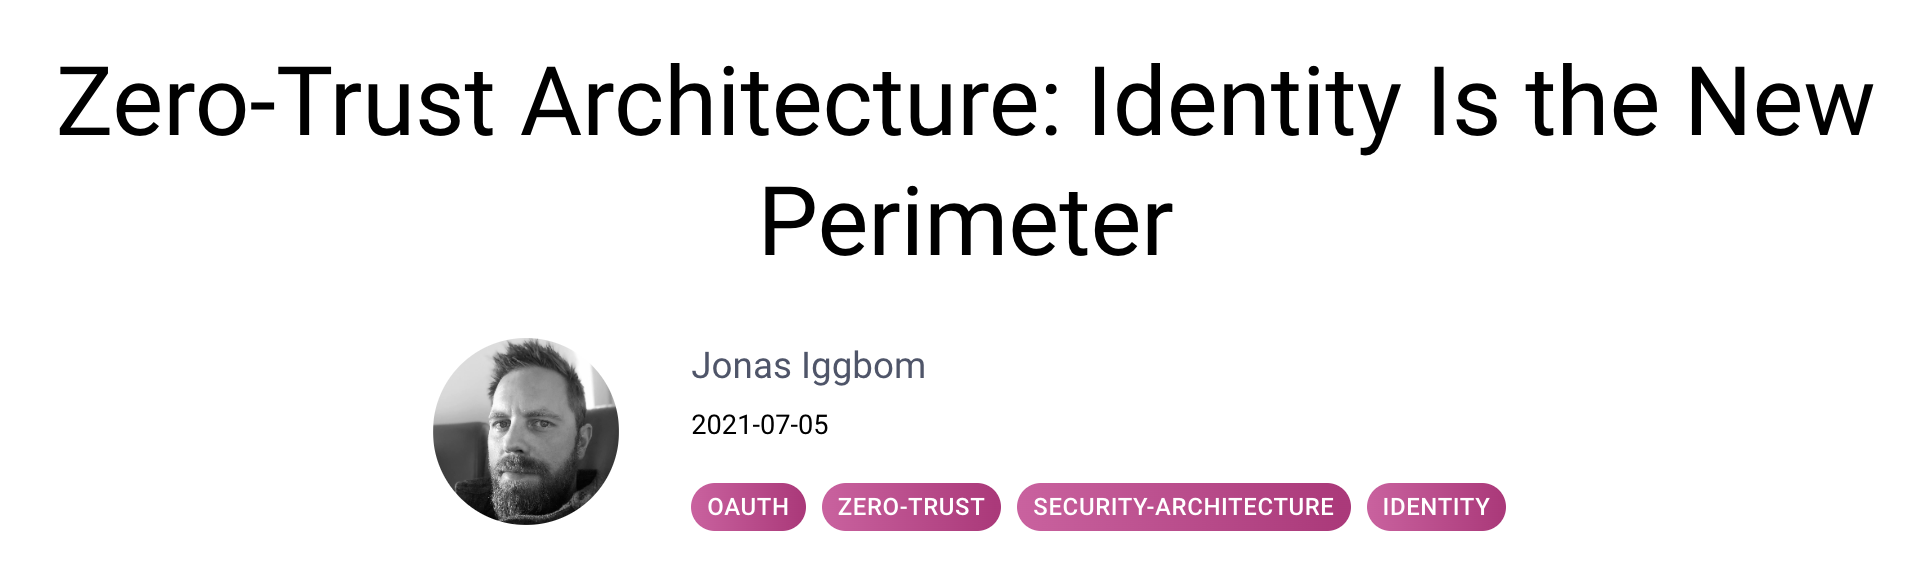 Zero-Trust Architecture: Identity Is the New
Perimeter
Jonas Iggbom
2021-07-05
OAUTH ZERO-TRUST SECURITY-ARCHITECTURE IDENTITY